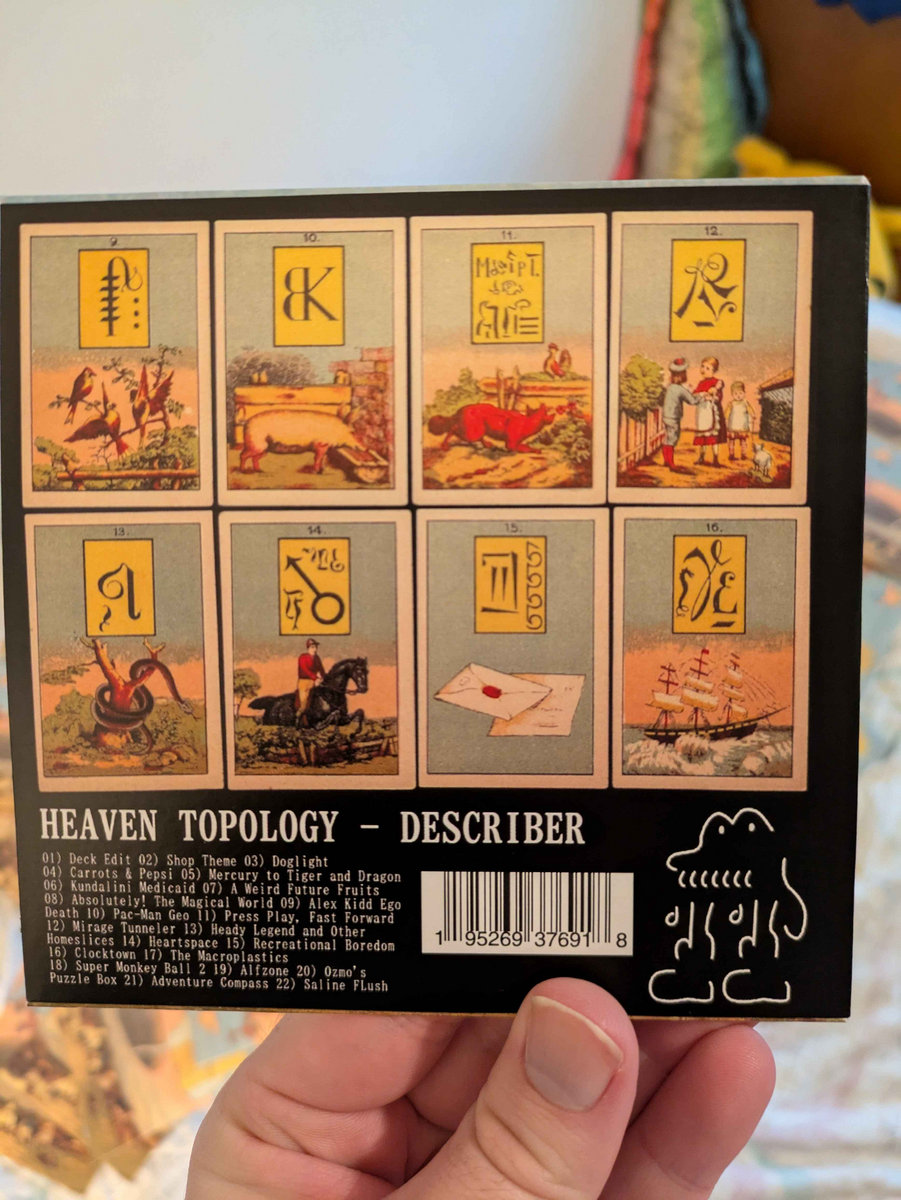 9.
10.
11.
12.
BK
13.
14.
15.
16.
HEAVEN TOPOLOGY - DESCRIBER
01) Deck Edit 02) Shop Theme 03) Doglight
04) Carrots & Pepsi 05) Mercury to Tiger and Dragon
06) Kundalini Medicaid 07) A Weird Future Fruits
08) Absolutely! The Magical World 09) Alex Kidd Ego
Death 10) Pac-Man Geo 11) Press Play, Fast Forward
12) Mirage Tunneler 13) Heady Legend and Other
Homeslices 14) Heartspace 15) Recreational Boredom
16) Clocktown 17) The Macroplastics
18) Super Monkey Ball 2 19) Alfzone 20) Ozmo's
Puzzle Box 21) Adventure Compass 22) Saline FLush
1 95269 37691 8